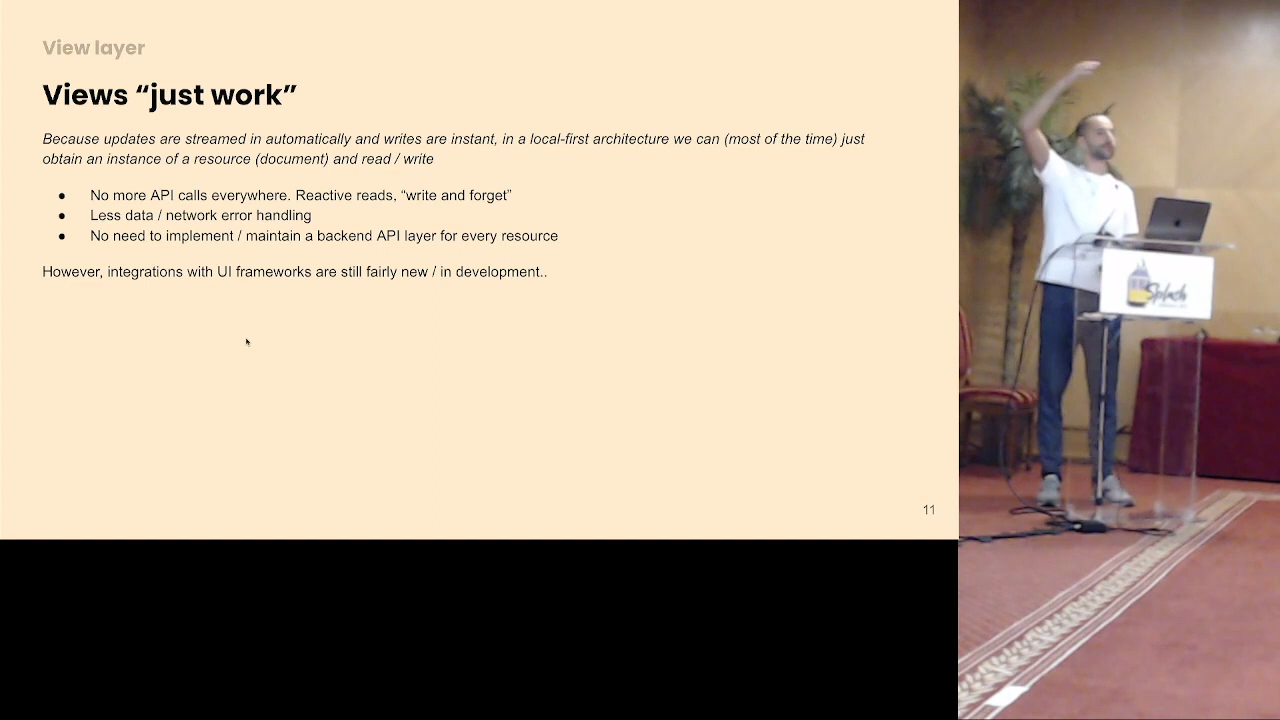 View layer
Views “just work”
Because updates are streamed in automatically and writes are instant, in a local-first architecture we can (most of the time) just
obtain an instance of a resource (document) and read / write
● No more API calls everywhere. Reactive reads, “write and forget”
● Less data / network error handling
● No need to implement / maintain a backend API layer for every resource
However, integrations with UI frameworks are still fairly new / in development..
11
Splash